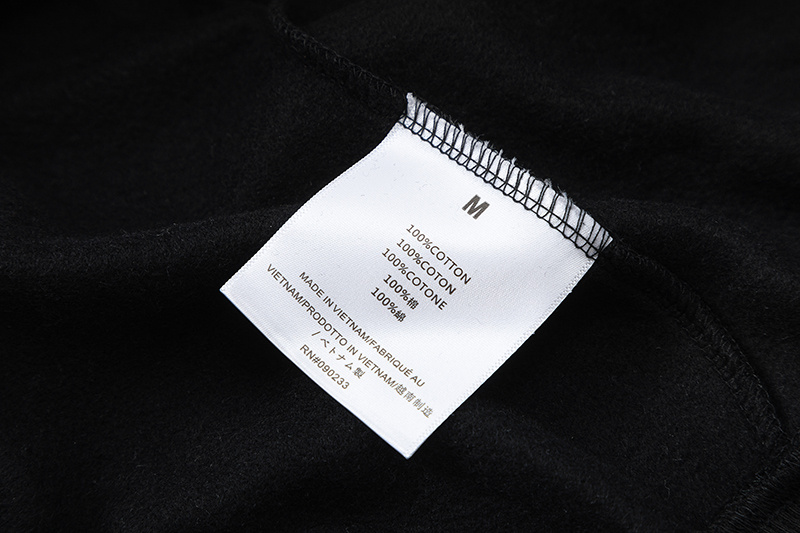 M
100%COTTON
100%COTON
100%COTONE
100%棉
100%綿
MADE IN VIETNAM/FABRIQUÉ AU
VIETNAM/PRODOTTO IN VIETNAM/越南制造
/ベトナム製
RN#090233